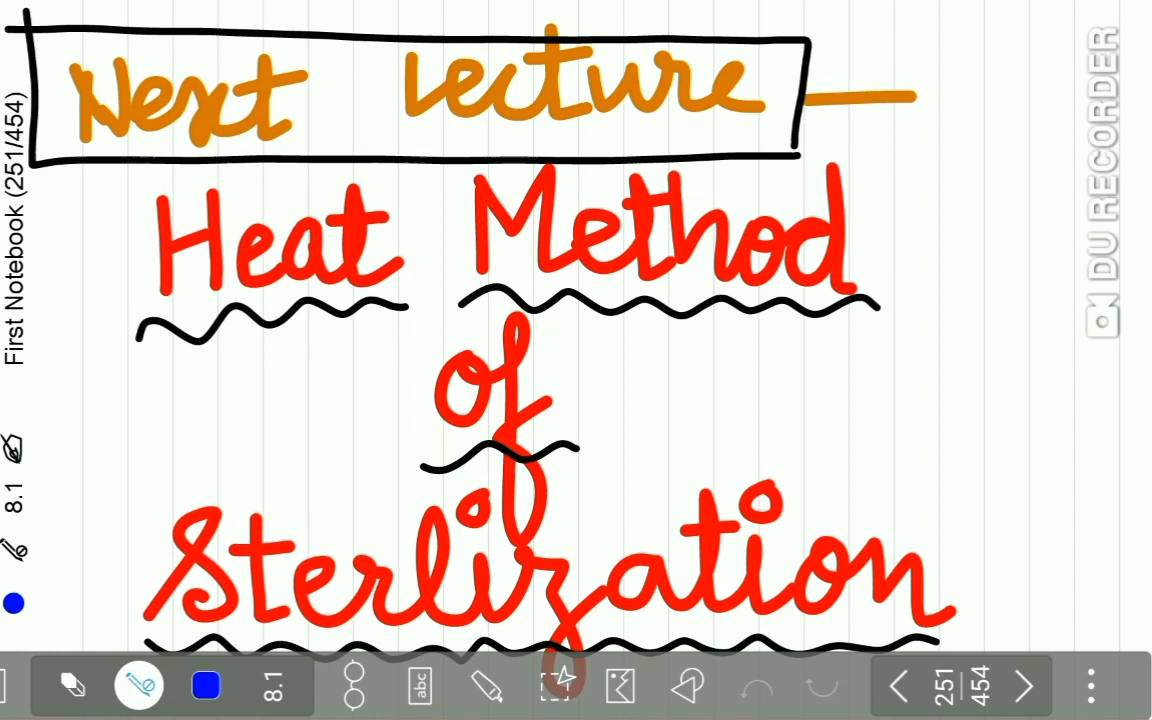 Next Lecture —
Heat Method
of
Sterlization
First Notebook (251/454)
8.1
8.1
abc
251
454
DU RECORDER